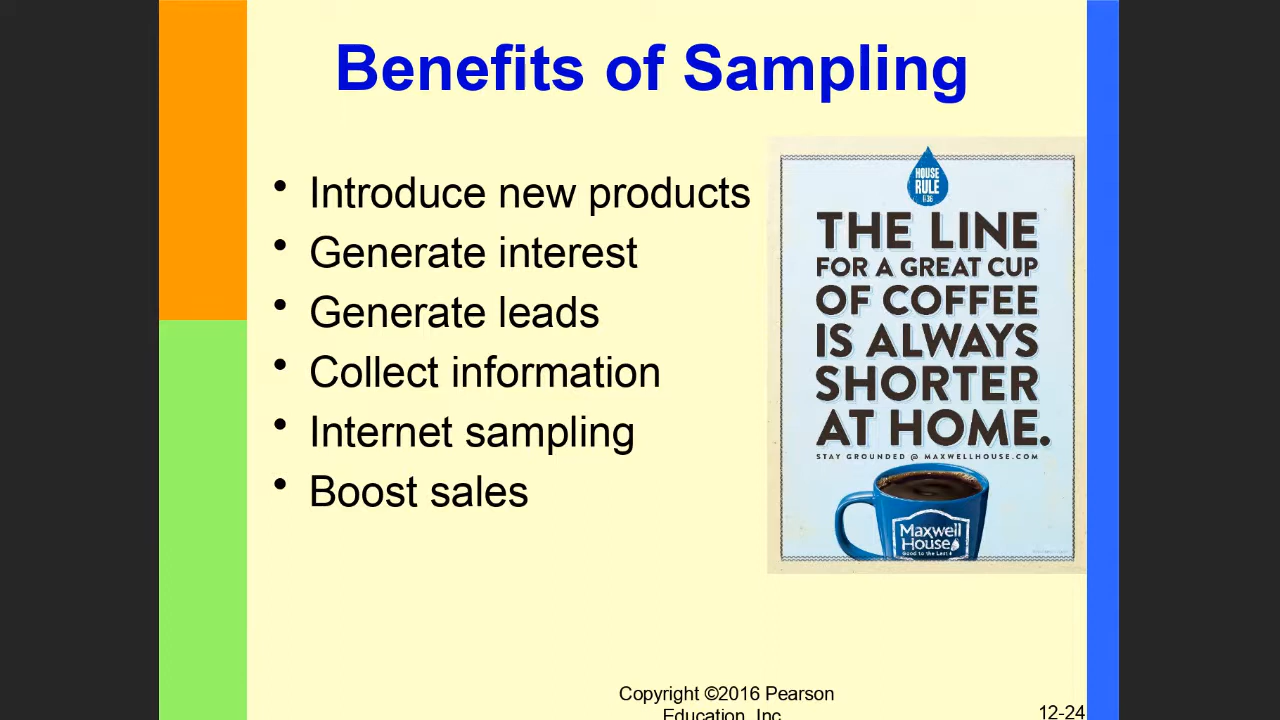 Benefits of Sampling
• Introduce new products
• Generate interest
• Generate leads
• Collect information
• Internet sampling
• Boost sales
HOUSE
RULE
THE LINE
FOR A GREAT CUP
OF COFFEE
IS ALWAYS
SHORTER
AT HOME.
STAY GROUNDED @ MAXWELLHOUSE.COM
Maxwell
House
Good to the Last
Copyright ©2016 Pearson
Education, Inc
12-24